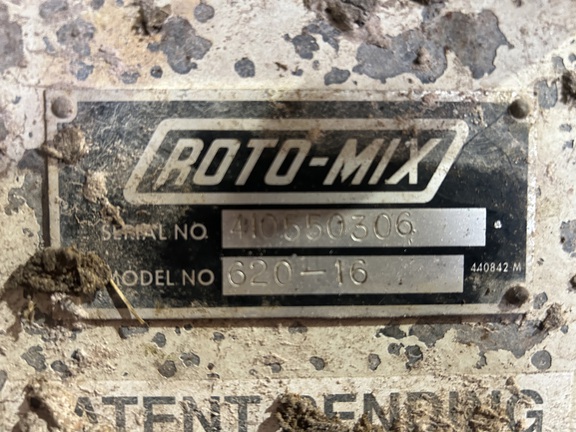 ROTO-MIX
SERIAL NO. 410550306
MODEL NO 620-16
440842 M
PATENT PENDING